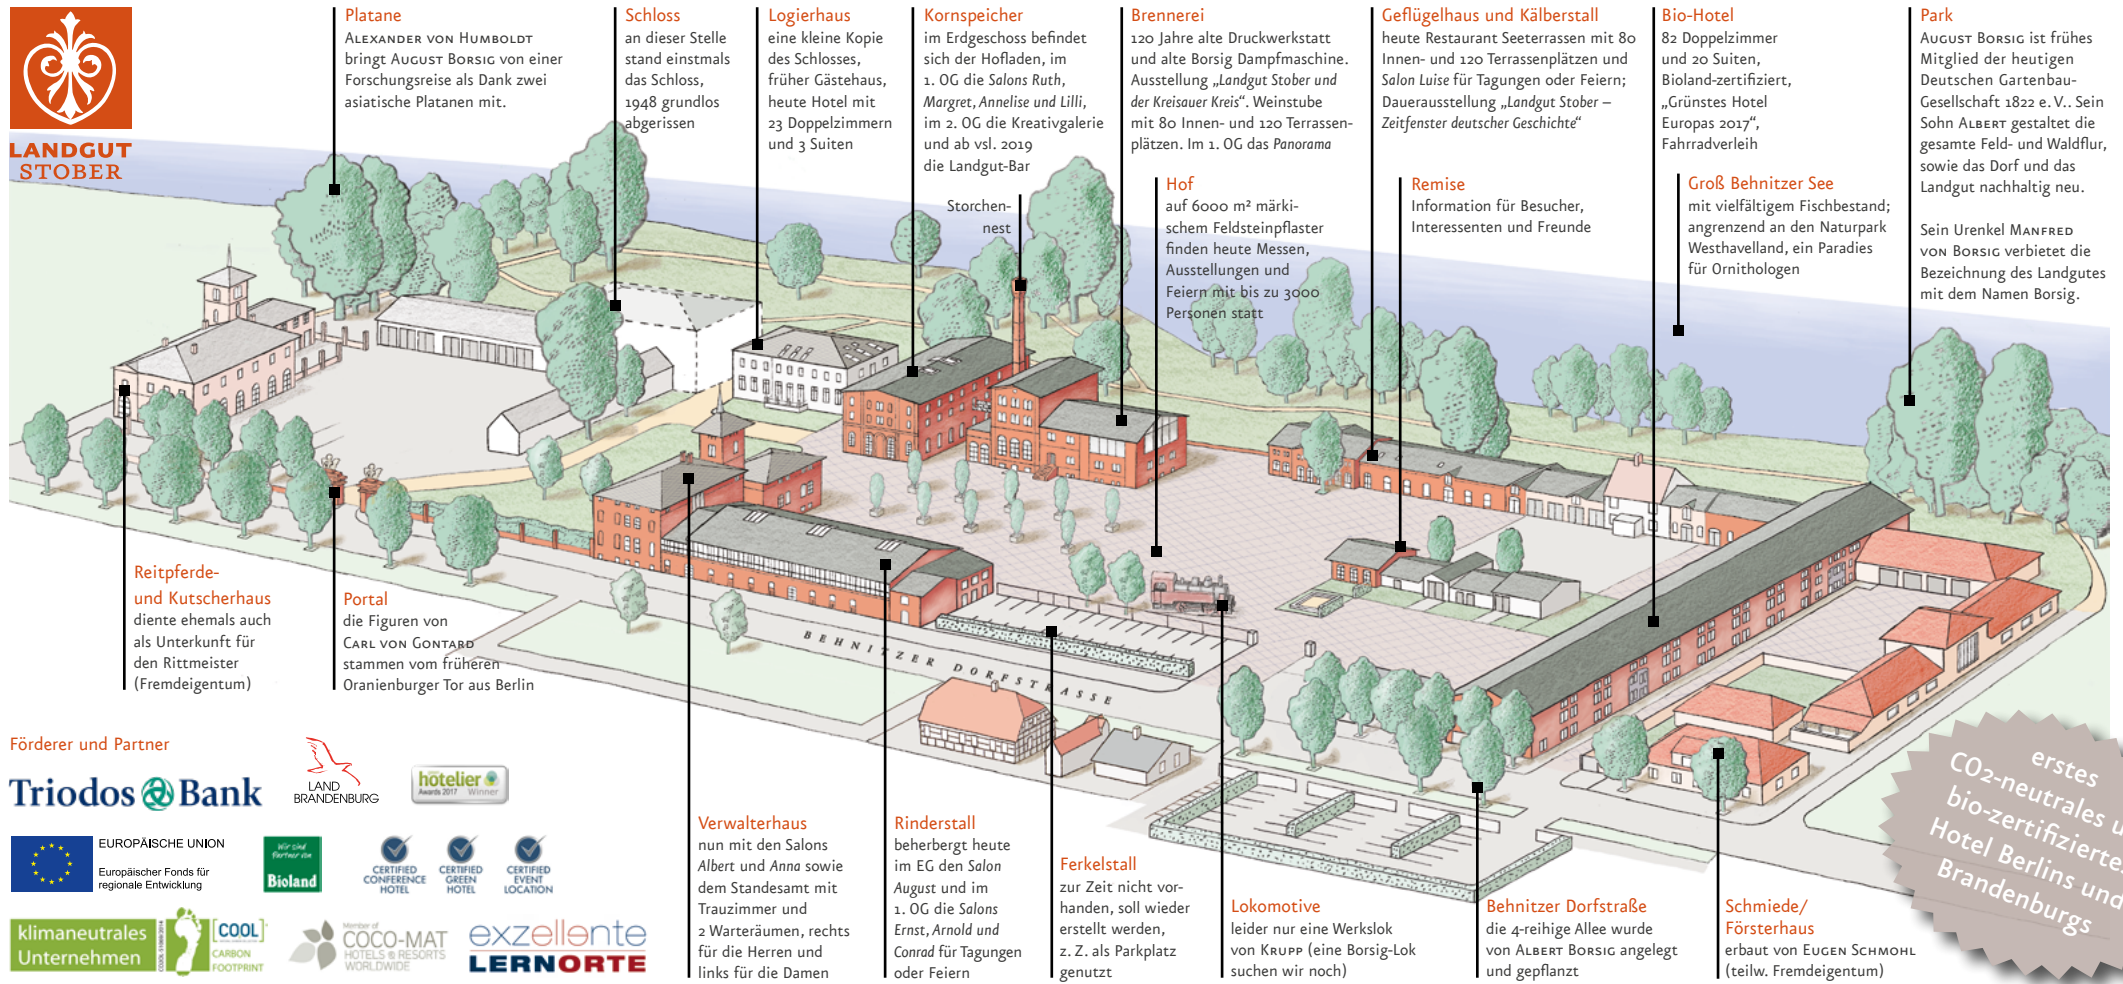 LANDGUT
STOBER
Platane
ALEXANDER VON HUMBOLDT
bringt AUGUST BORSIG von einer
Forschungsreise als Dank zwei
asiatische Platanen mit.
Schloss
an dieser Stelle
stand einstmals
das Schloss,
1948 grundlos
abgerissen
Logierhaus
eine kleine Kopie
des Schlosses,
früher Gästehaus,
heute Hotel mit
23 Doppelzimmern
und 3 Suiten
Kornspeicher
im Erdgeschoss befindet
sich der Hofladen, im
1. OG die Salons Ruth,
Margret, Annelise und Lilli,
im 2. OG die Kreativgalerie
und ab vsl. 2019
die Landgut-Bar
Storchen-
nest
Brennerei
120 Jahre alte Druckwerkstatt
und alte Borsig Dampfmaschine.
Ausstellung „Landgut Stober und
der Kreisauer Kreis“. Weinstube
mit 80 Innen- und 120 Terrassen-
plätzen. Im 1. OG das Panorama
Hof
auf 6000 m² märki-
schem Feldsteinpflaster
finden heute Messen,
Ausstellungen und
Feiern mit bis zu 3000
Personen statt
Geflügelhaus und Kälberstall
heute Restaurant Seeterrassen mit 80
Innen- und 120 Terrassenplätzen und
Salon Luise für Tagungen oder Feiern;
Dauerausstellung „Landgut Stober –
Zeitfenster deutscher Geschichte“
Remise
Information für Besucher,
Interessenten und Freunde
Bio-Hotel
82 Doppelzimmer
und 20 Suiten,
Bioland-zertifiziert,
„Grünstes Hotel
Europas 2017“,
Fahrradverleih
Groß Behnitzer See
mit vielfältigem Fischbestand;
angrenzend an den Naturpark
Westhavelland, ein Paradies
für Ornithologen
Park
AUGUST BORSIG ist frühes
Mitglied der heutigen
Deutschen Gartenbau-
Gesellschaft 1822 e. V.. Sein
Sohn ALBERT gestaltet die
gesamte Feld- und Waldflur,
sowie das Dorf und das
Landgut nachhaltig neu.
Sein Urenkel MANFRED
VON BORSIG verbietet die
Bezeichnung des Landgutes
mit dem Namen Borsig.
Reitpferde-
und Kutscherhaus
diente ehemals auch
als Unterkunft für
den Rittmeister
(Fremdeigentum)
Portal
die Figuren von
CARL VON GONTARD
stammen vom früheren
Oranienburger Tor aus Berlin
BEHNITZER DORFSTRASSE
Verwalterhaus
nun mit den Salons
Albert und Anna sowie
dem Standesamt mit
Trauzimmer und
2 Warteräumen, rechts
für die Herren und
links für die Damen
Rinderstall
beherbergt heute
im EG den Salon
August und im
1. OG die Salons
Ernst, Arnold und
Conrad für Tagungen
oder Feiern
Ferkelstall
zur Zeit nicht vor-
handen, soll wieder
erstellt werden,
z. Z. als Parkplatz
genutzt
Lokomotive
leider nur eine Werkslok
von KRUPP (eine Borsig-Lok
suchen wir noch)
Behnitzer Dorfstraße
die 4-reihige Allee wurde
von ALBERT BORSIG angelegt
und gepflanzt
Schmiede/
Försterhaus
erbaut von EUGEN SCHMOHL
(teilw. Fremdeigentum)
erstes
CO2-neutrales u
bio-zertifizierte
Hotel Berlins und
Brandenburgs
Förderer und Partner
Triodos Bank
LAND
BRANDENBURG
hotelier
Awards 2017 Winner
EUROPÄISCHE UNION
Europäischer Fonds für
regionale Entwicklung
Wir sind
Partner von
Bioland
CERTIFIED
CONFERENCE
HOTEL
CERTIFIED
GREEN
HOTEL
CERTIFIED
EVENT
LOCATION
klimaneutrales
Unternehmen
COOL
CARBON
FOOTPRINT
Member of
COCO-MAT
HOTELS & RESORTS
WORLDWIDE
exzellente
LERNORTE